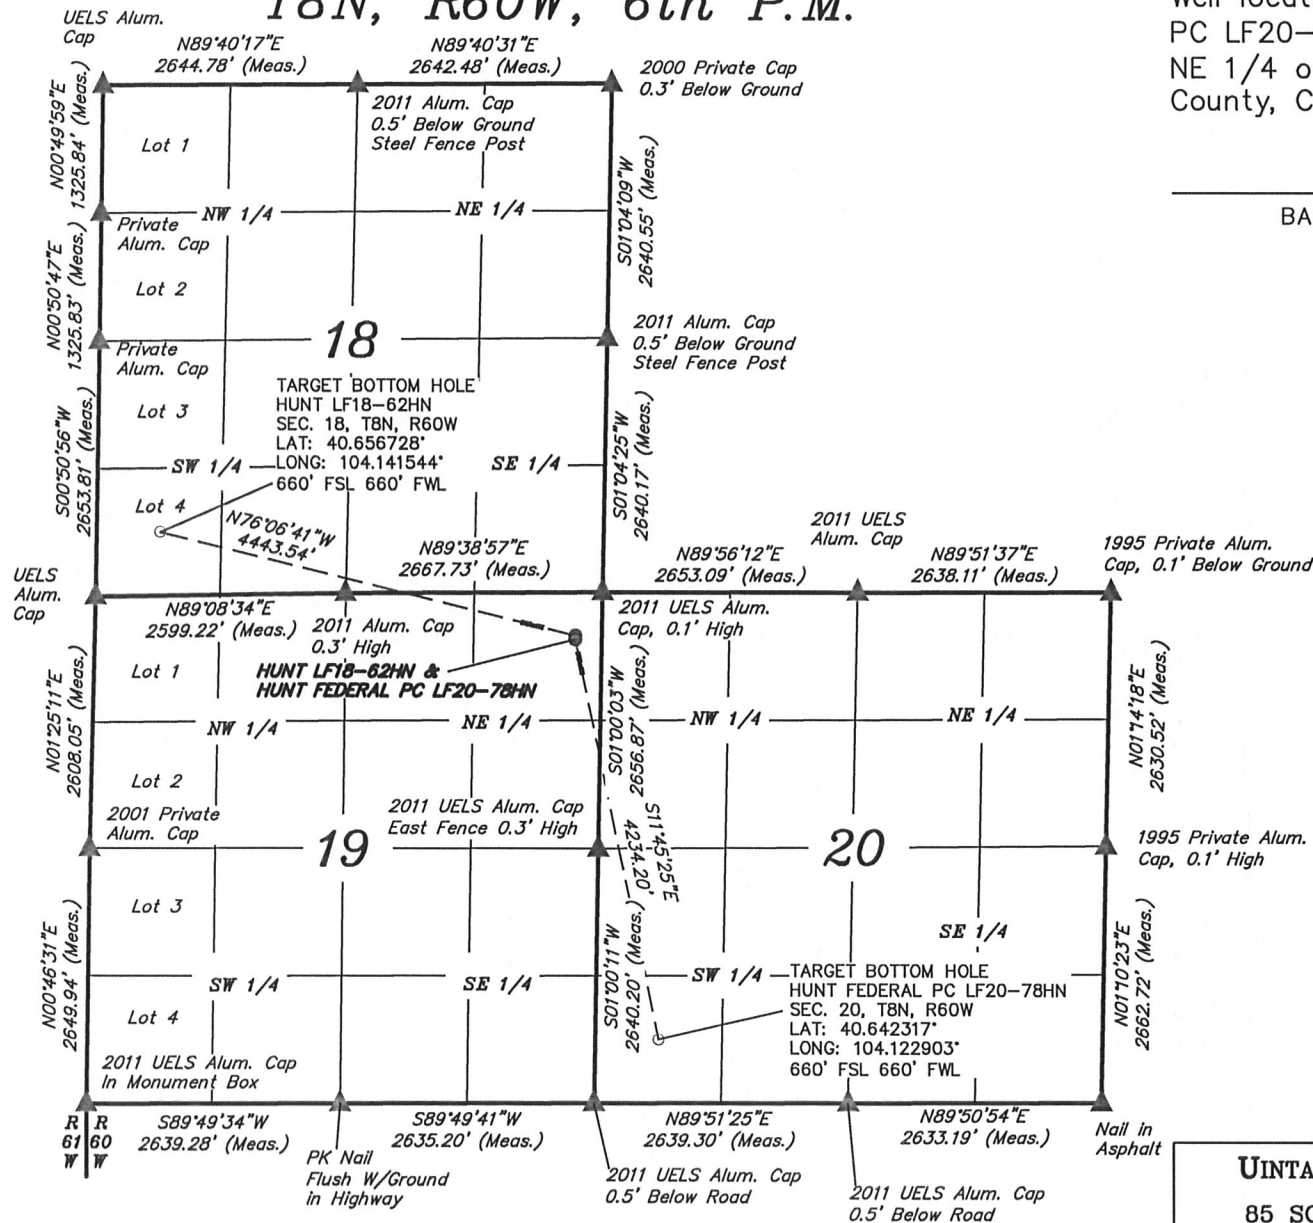 18N, R60W, 6th P.M.
Well locat
PC LF20-
NE 1/4 o
County, C
BA
UELS Alum.
Cap
N89°40'17"E
2644.78' (Meas.)
N89°40'31"E
2642.48' (Meas.)
2000 Private Cap
0.3' Below Ground
2011 Alum. Cap
0.5' Below Ground
Steel Fence Post
N00°49'59"E
1325.84' (Meas.)
Lot 1
S01°04'09"W
2640.55' (Meas.)
NW 1/4
NE 1/4
Private
Alum. Cap
N00°50'47"E
1325.83' (Meas.)
Lot 2
18
2011 Alum. Cap
0.5' Below Ground
Steel Fence Post
Private
Alum. Cap
TARGET BOTTOM HOLE
HUNT LF18-62HN
SEC. 18, T8N, R60W
LAT: 40.656728°
LONG: 104.141544°
660' FSL 660' FWL
Lot 3
S00°50'56"W
2653.81' (Meas.)
SW 1/4
SE 1/4
S01°04'25"W
2640.17' (Meas.)
Lot 4
N76°06'41"W
4443.54'
N89°38'57"E
2667.73' (Meas.)
2011 UELS
Alum. Cap
N89°56'12"E
2653.09' (Meas.)
N89°51'37"E
2638.11' (Meas.)
1995 Private Alum.
Cap, 0.1' Below Ground
UELS
Alum.
Cap
N89°08'34"E
2599.22' (Meas.)
2011 Alum. Cap
0.3' High
2011 UELS Alum.
Cap, 0.1' High
HUNT LF18-62HN &
HUNT FEDERAL PC LF20-78HN
Lot 1
N01°25'11"E
2608.05' (Meas.)
S01°00'03"W
2656.87' (Meas.)
N01°14'18"E
2630.52' (Meas.)
NW 1/4
NE 1/4
NW 1/4
NE 1/4
Lot 2
2001 Private
Alum. Cap
2011 UELS Alum. Cap
East Fence 0.3' High
S11°45'25"E
4234.20'
19
20
1995 Private Alum.
Cap, 0.1' High
Lot 3
N00°46'31"E
2649.94' (Meas.)
SW 1/4
SE 1/4
S01°00'11"W
2640.20' (Meas.)
SW 1/4
SE 1/4
N01°10'23"E
2662.72' (Meas.)
TARGET BOTTOM HOLE
HUNT FEDERAL PC LF20-78HN
SEC. 20, T8N, R60W
LAT: 40.642317°
LONG: 104.122903°
660' FSL 660' FWL
Lot 4
2011 UELS Alum. Cap
In Monument Box
R R
61 60
W W
S89°49'34"W
2639.28' (Meas.)
S89°49'41"W
2635.20' (Meas.)
N89°51'25"E
2639.30' (Meas.)
N89°50'54"E
2633.19' (Meas.)
Nail in
Asphalt
PK Nail
Flush W/Ground
in Highway
2011 UELS Alum. Cap
0.5' Below Road
2011 UELS Alum. Cap
0.5' Below Road
UINTA
85 SO